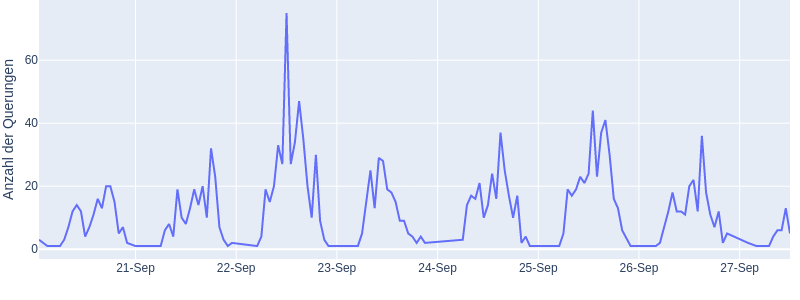 Anzahl der Querungen
60
40
20
0
21-Sep
22-Sep
23-Sep
24-Sep
25-Sep
26-Sep
27-Sep